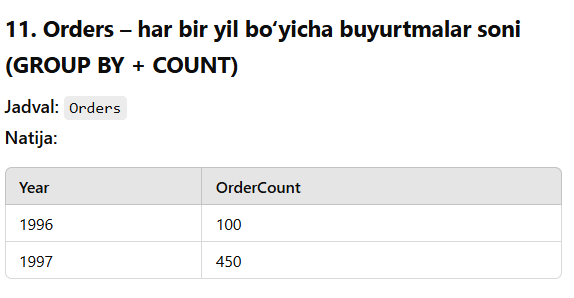 11. Orders – har bir yil bo‘yicha buyurtmalar soni
(GROUP BY + COUNT)
Jadval: Orders
Natija:
Year OrderCount
1996 100
1997 450